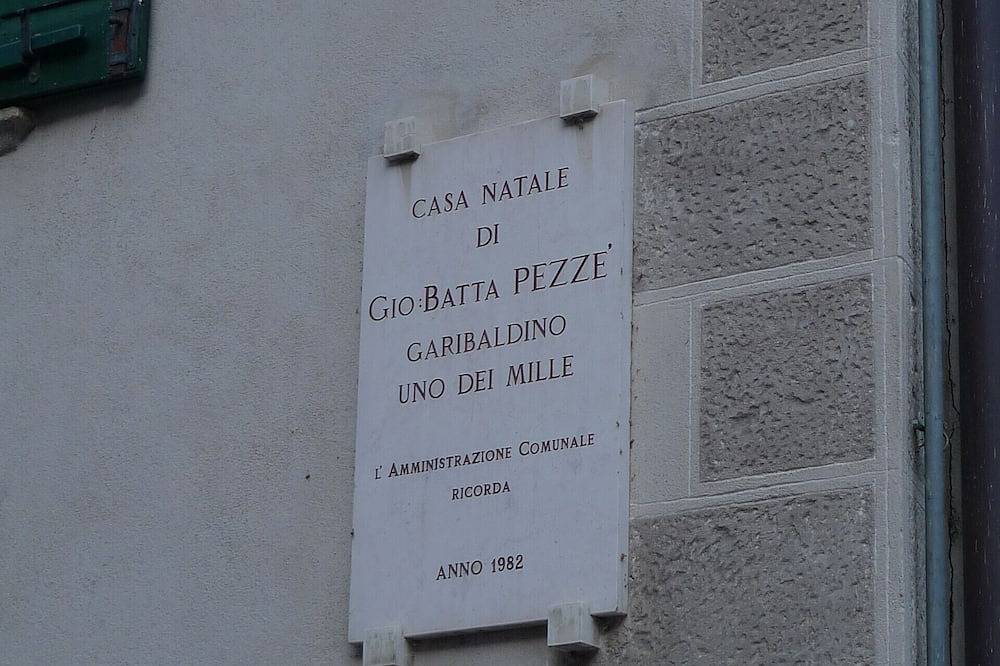 CASA NATALE
DI
GIO: BATTA PEZZE'
GARIBALDINO
UNO DEI MILLE
L' AMMINISTRAZIONE COMUNALE
RICORDA
ANNO 1982